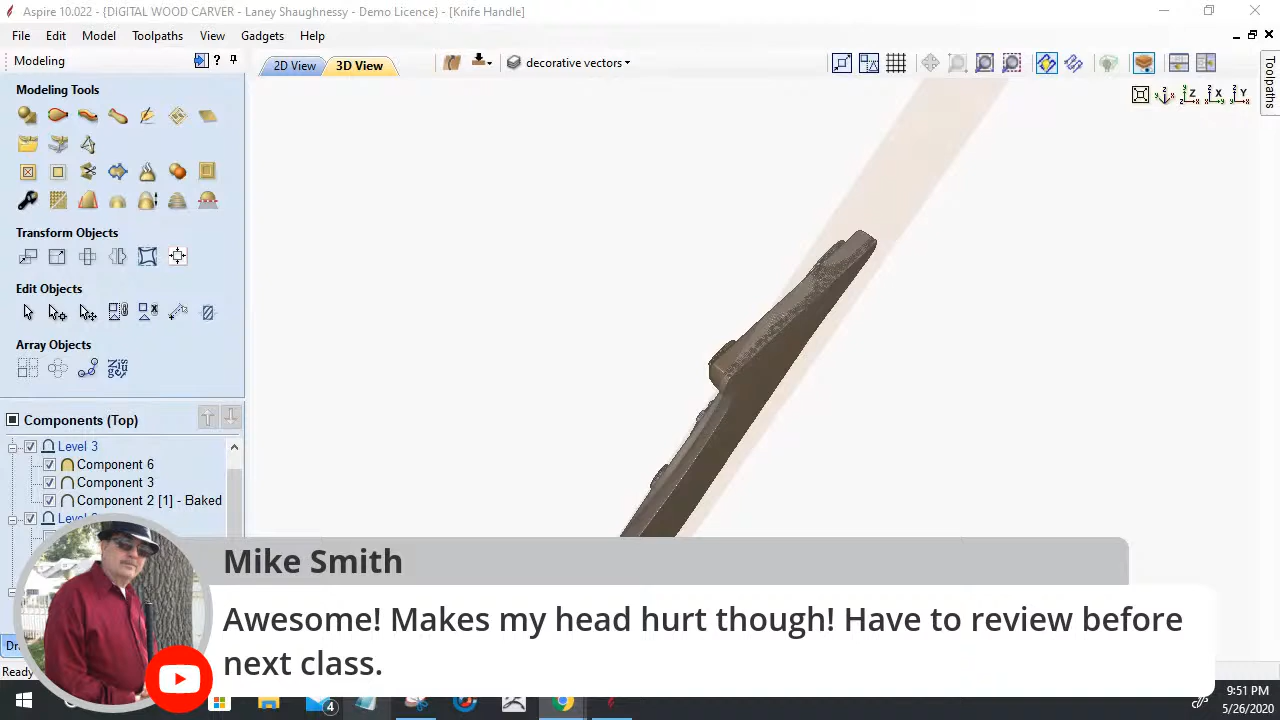 Aspire 10.022 - {DIGITAL WOOD CARVER - Laney Shaughnessy - Demo Licence} - [Knife Handle]
File Edit Model Toolpaths View Gadgets Help
Modeling ?
2D View 3D View decorative vectors
Toolpaths
Z X Y
Modeling Tools
Transform Objects
Edit Objects
Array Objects
Components (Top)
Level 3
Component 6
Component 3
Component 2 [1] - Baked
Mike Smith
Awesome! Makes my head hurt though! Have to review before
next class.
Ready
4
9:51 PM
5/26/2020